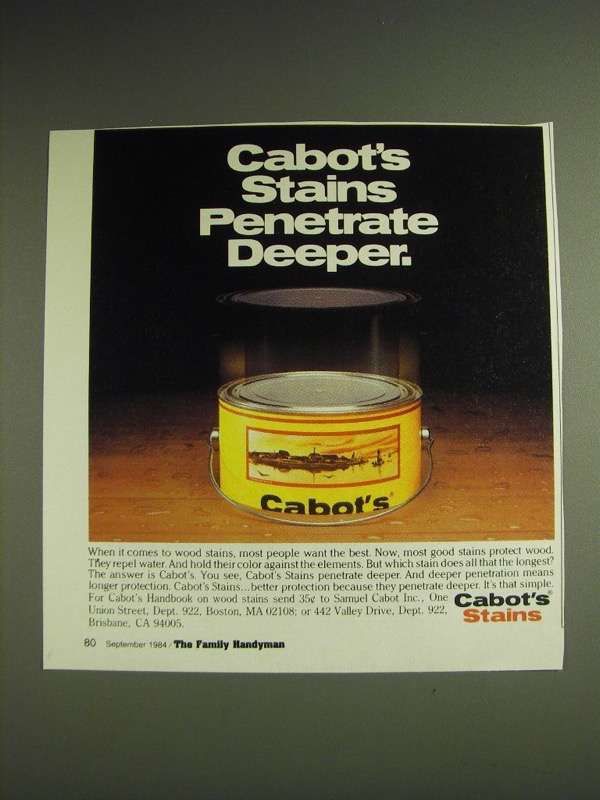 Cabot's
Stains
Penetrate
Deeper.
Cabot's®
When it comes to wood stains, most people want the best. Now, most good stains protect wood.
They repel water. And hold their color against the elements. But which stain does all that the longest?
The answer is Cabot's. You see, Cabot's Stains penetrate deeper. And deeper penetration means
longer protection. Cabot's Stains...better protection because they penetrate deeper. It's that simple.
For Cabot's Handbook on wood stains send 35¢ to Samuel Cabot Inc., One
Union Street, Dept. 922, Boston, MA 02108; or 442 Valley Drive, Dept. 922,
Brisbane, CA 94005.
Cabot's®
Stains
80 September 1984 / The Family Handyman